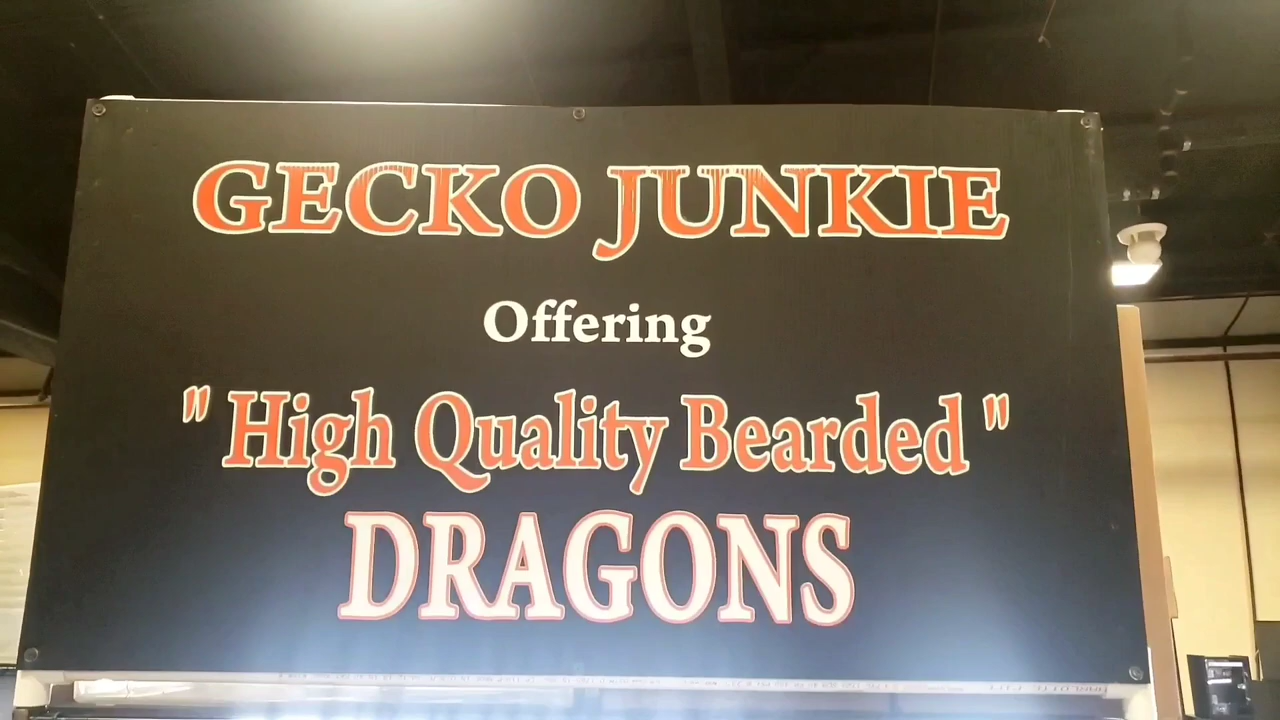 GECKO JUNKIE
Offering
" High Quality Bearded "
DRAGONS